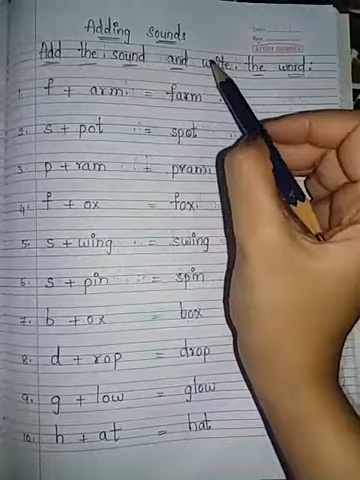 Adding Sounds
Add the sound and write the word:
1. f + arm = farm
2. s + pot = spot
3. p + ram = pram
4. f + ox = fox
5. s + wing = swing
6. s + pin = spin
7. b + ox = box
8. d + rop = drop
9. g + low = glow
10. h + at = hat